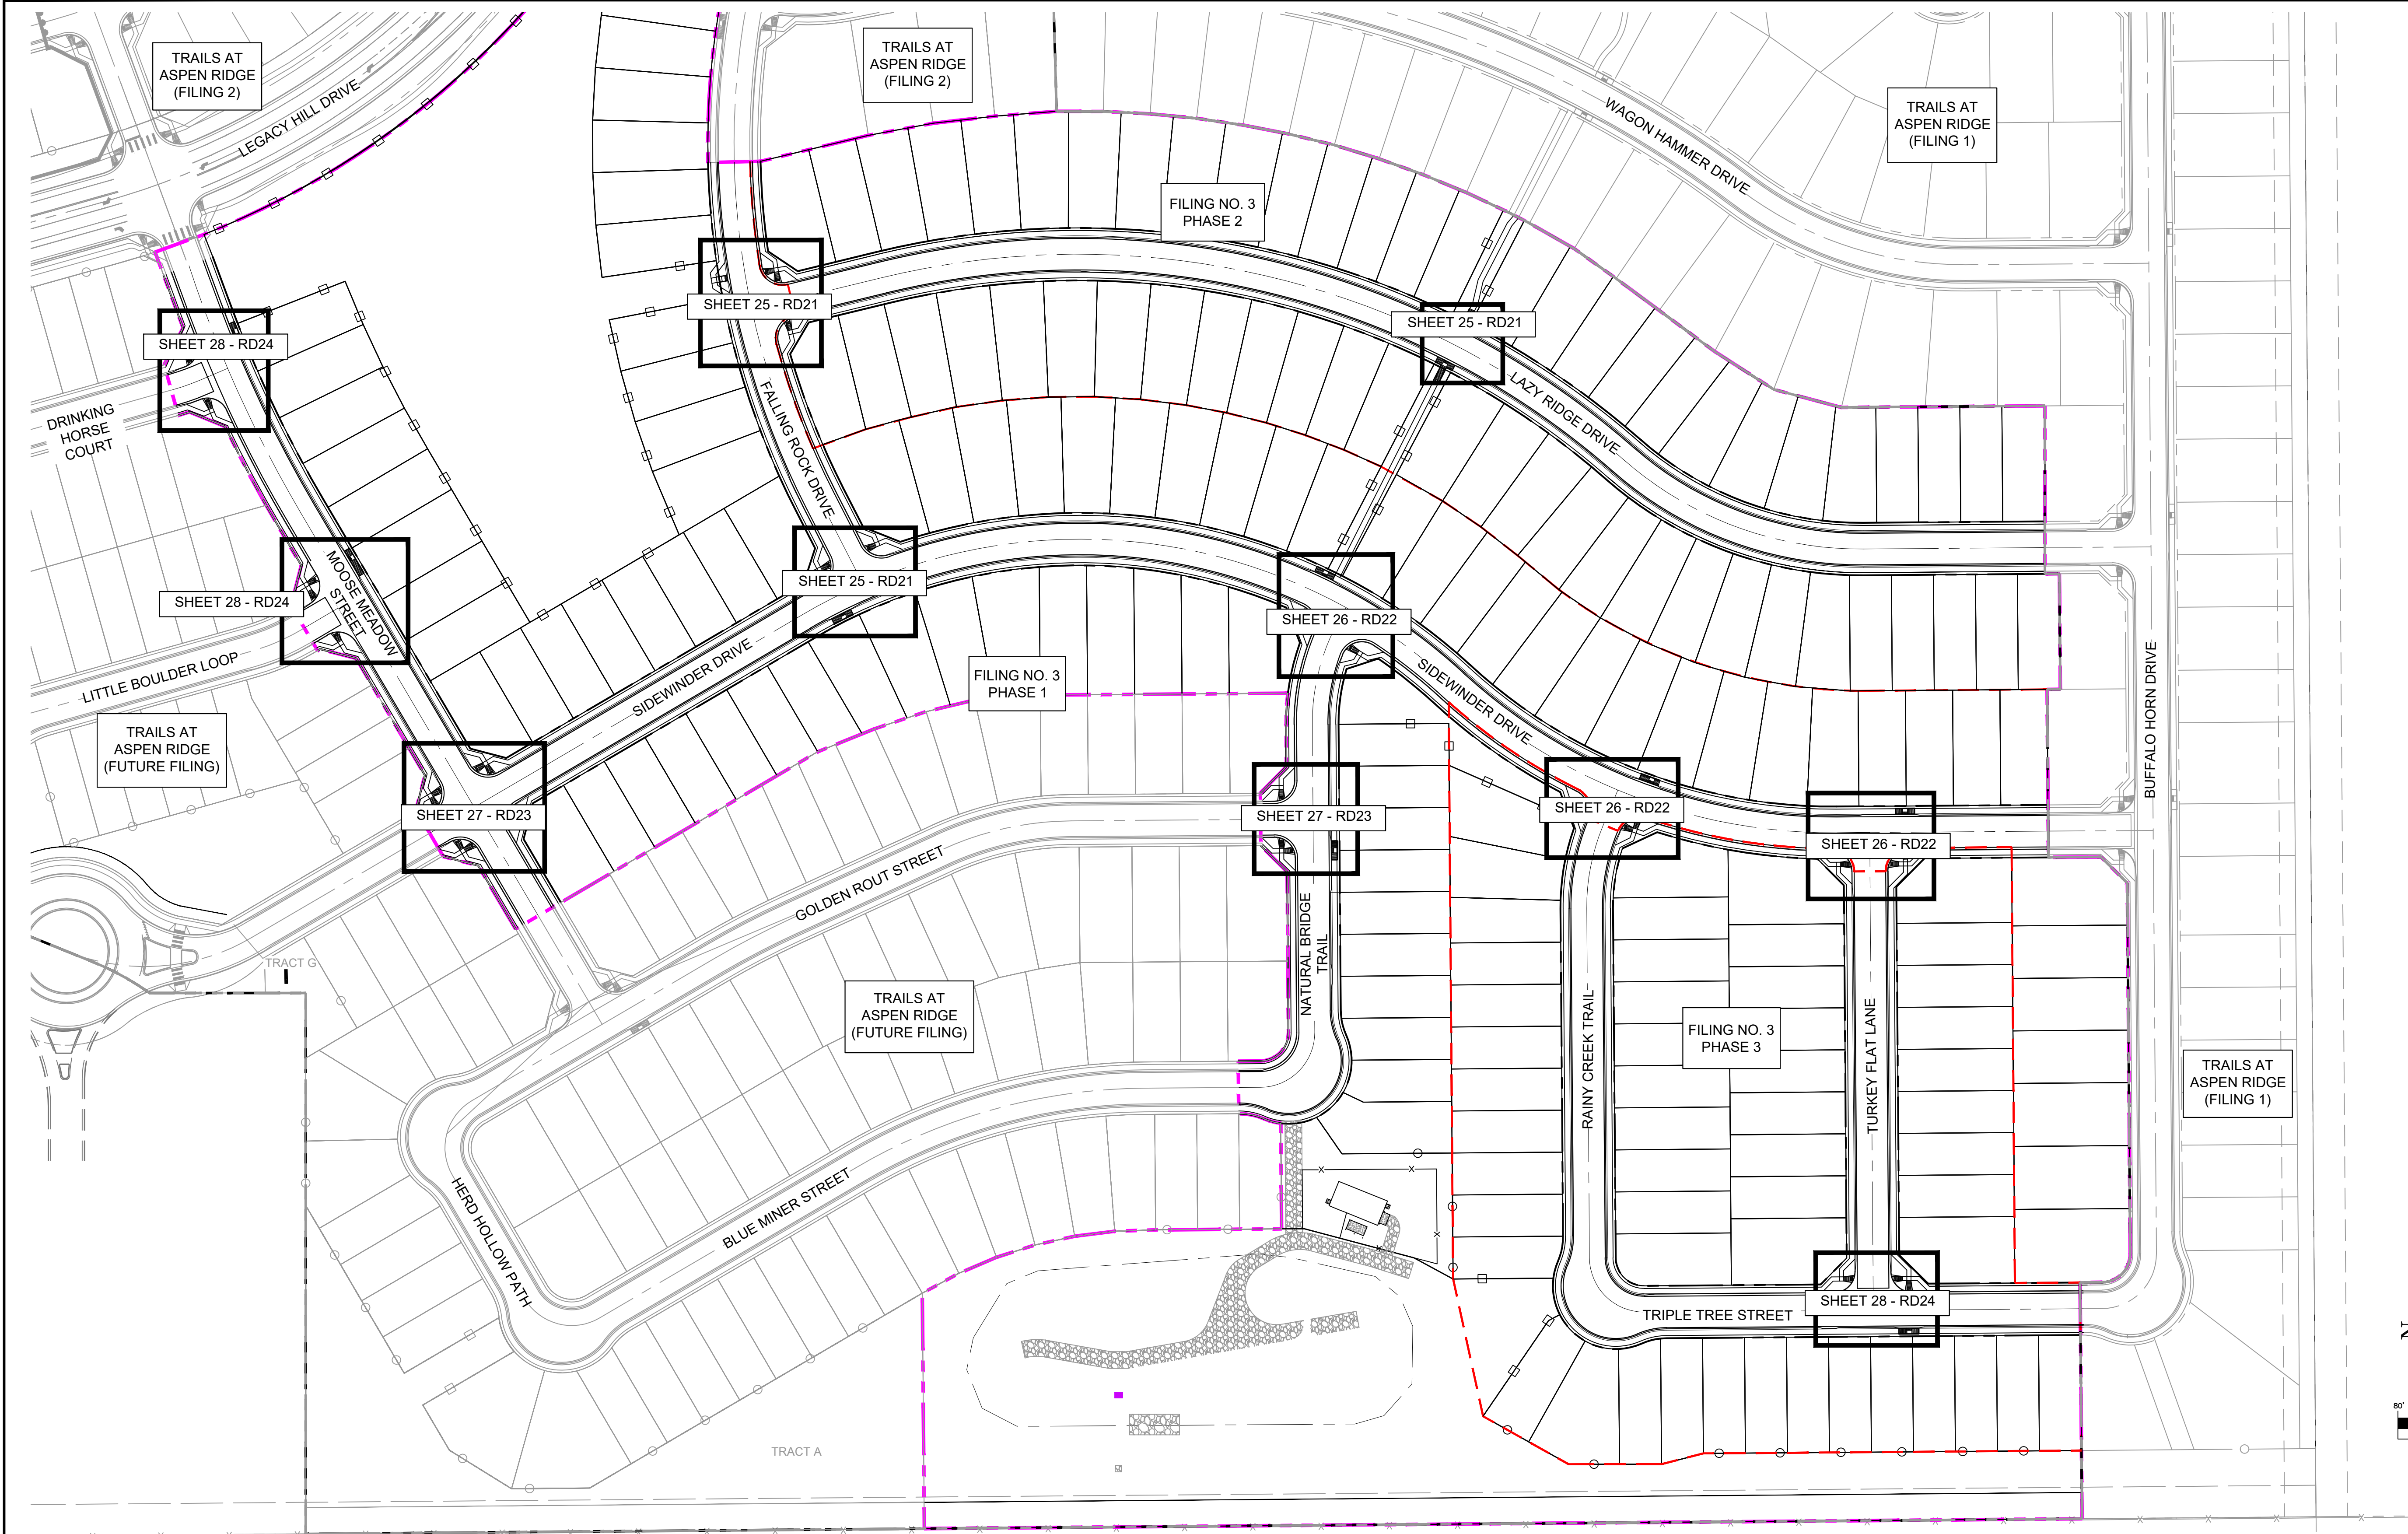 TRAILS AT
ASPEN RIDGE
(FILING 2)
LEGACY HILL DRIVE
TRAILS AT
ASPEN RIDGE
(FILING 2)
WAGON HAMMER DRIVE
TRAILS AT
ASPEN RIDGE
(FILING 1)
FILING NO. 3
PHASE 2
SHEET 25 - RD21
SHEET 25 - RD21
SHEET 28 - RD24
DRINKING
HORSE
COURT
FALLING ROCK DRIVE
LAZY RIDGE DRIVE
MOOSE MEADOW
STREET
SHEET 28 - RD24
SHEET 25 - RD21
SHEET 26 - RD22
LITTLE BOULDER LOOP
SIDEWINDER DRIVE
FILING NO. 3
PHASE 1
SIDEWINDER DRIVE
BUFFALO HORN DRIVE
TRAILS AT
ASPEN RIDGE
(FUTURE FILING)
SHEET 27 - RD23
SHEET 27 - RD23
SHEET 26 - RD22
SHEET 26 - RD22
GOLDEN ROUT STREET
NATURAL BRIDGE
TRAIL
TRACT G
TRAILS AT
ASPEN RIDGE
(FUTURE FILING)
RAINY CREEK TRAIL
FILING NO. 3
PHASE 3
TURKEY FLAT LANE
TRAILS AT
ASPEN RIDGE
(FILING 1)
HERD HOLLOW PATH
BLUE MINER STREET
TRIPLE TREE STREET
SHEET 28 - RD24
N
80'
TRACT A